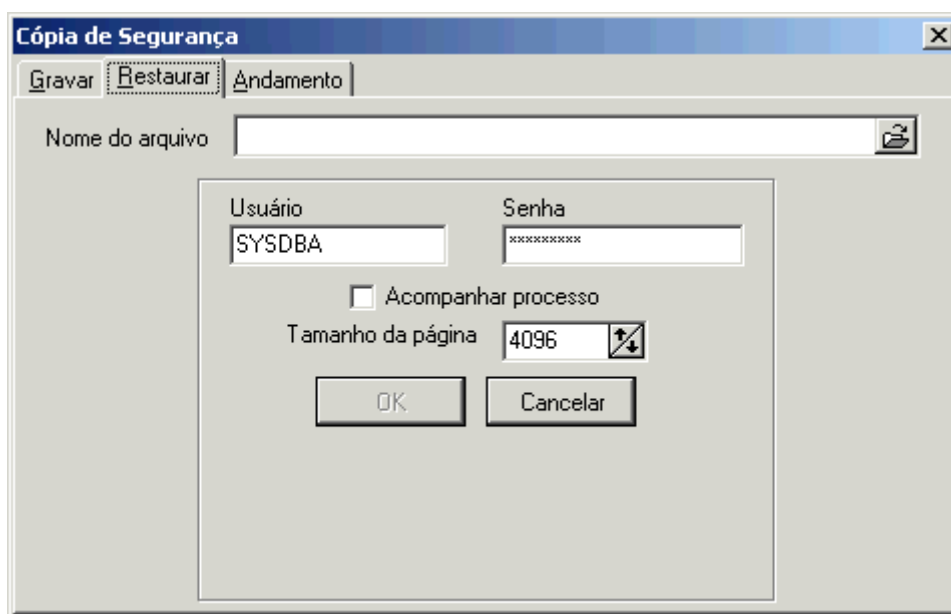 Cópia de Segurança
Gravar Restaurar Andamento
Nome do arquivo
Usuário Senha
SYSDBA *********
Acompanhar processo
Tamanho da página 4096
OK Cancelar